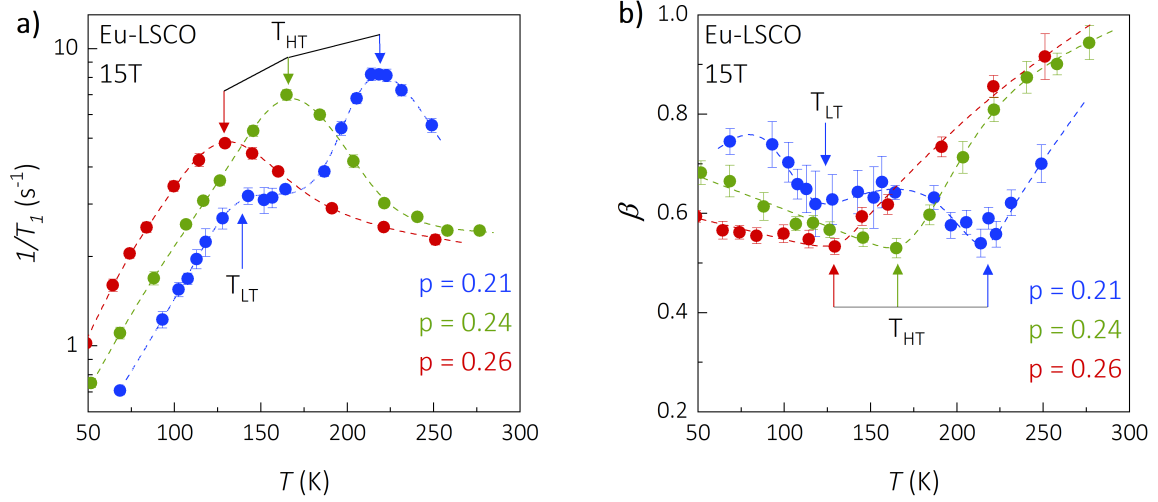 a)
Eu-LSCO
15T
T_HT
T_LT
p = 0.21
p = 0.24
p = 0.26
10
1
1/T₁ (s⁻¹)
50 100 150 200 250 300
T (K)
b)
Eu-LSCO
15T
T_LT
T_HT
p = 0.21
p = 0.24
p = 0.26
1.0
0.8
0.6
0.4
0.2
β
50 100 150 200 250 300
T (K)